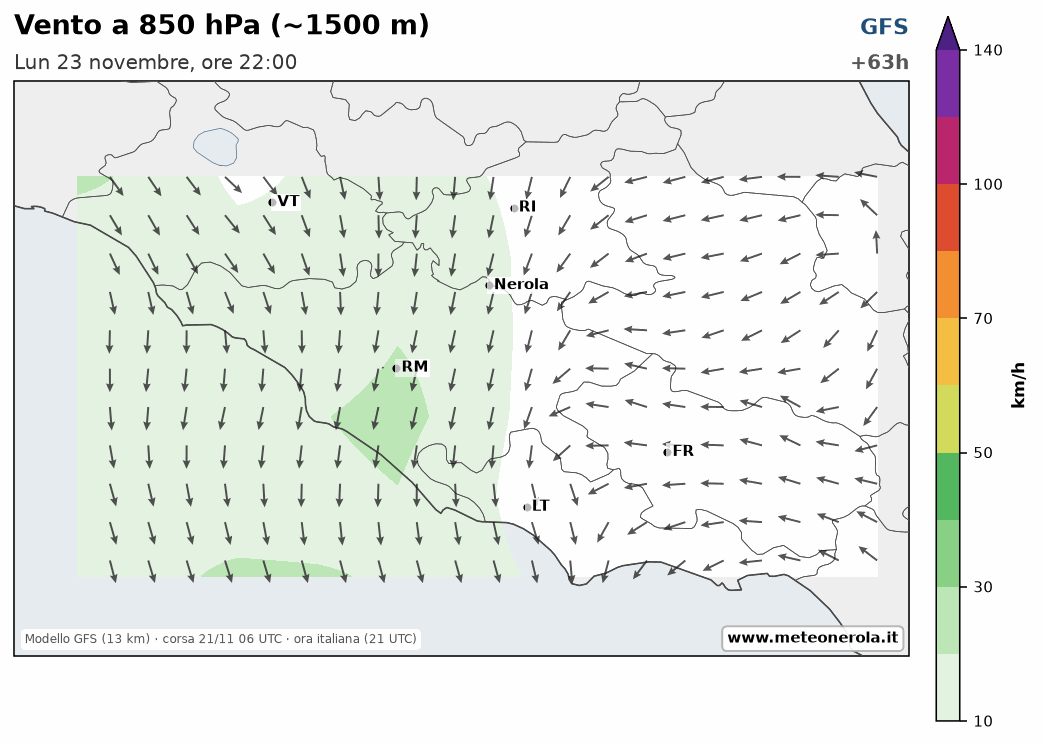 Vento a 850 hPa (~1500 m)
GFS
Lun 23 novembre, ore 22:00
+63h
140
100
70
50
30
10
km/h
VT
RI
Nerola
RM
FR
LT
Modello GFS (13 km) · corsa 21/11 06 UTC · ora italiana (21 UTC)
www.meteonerola.it